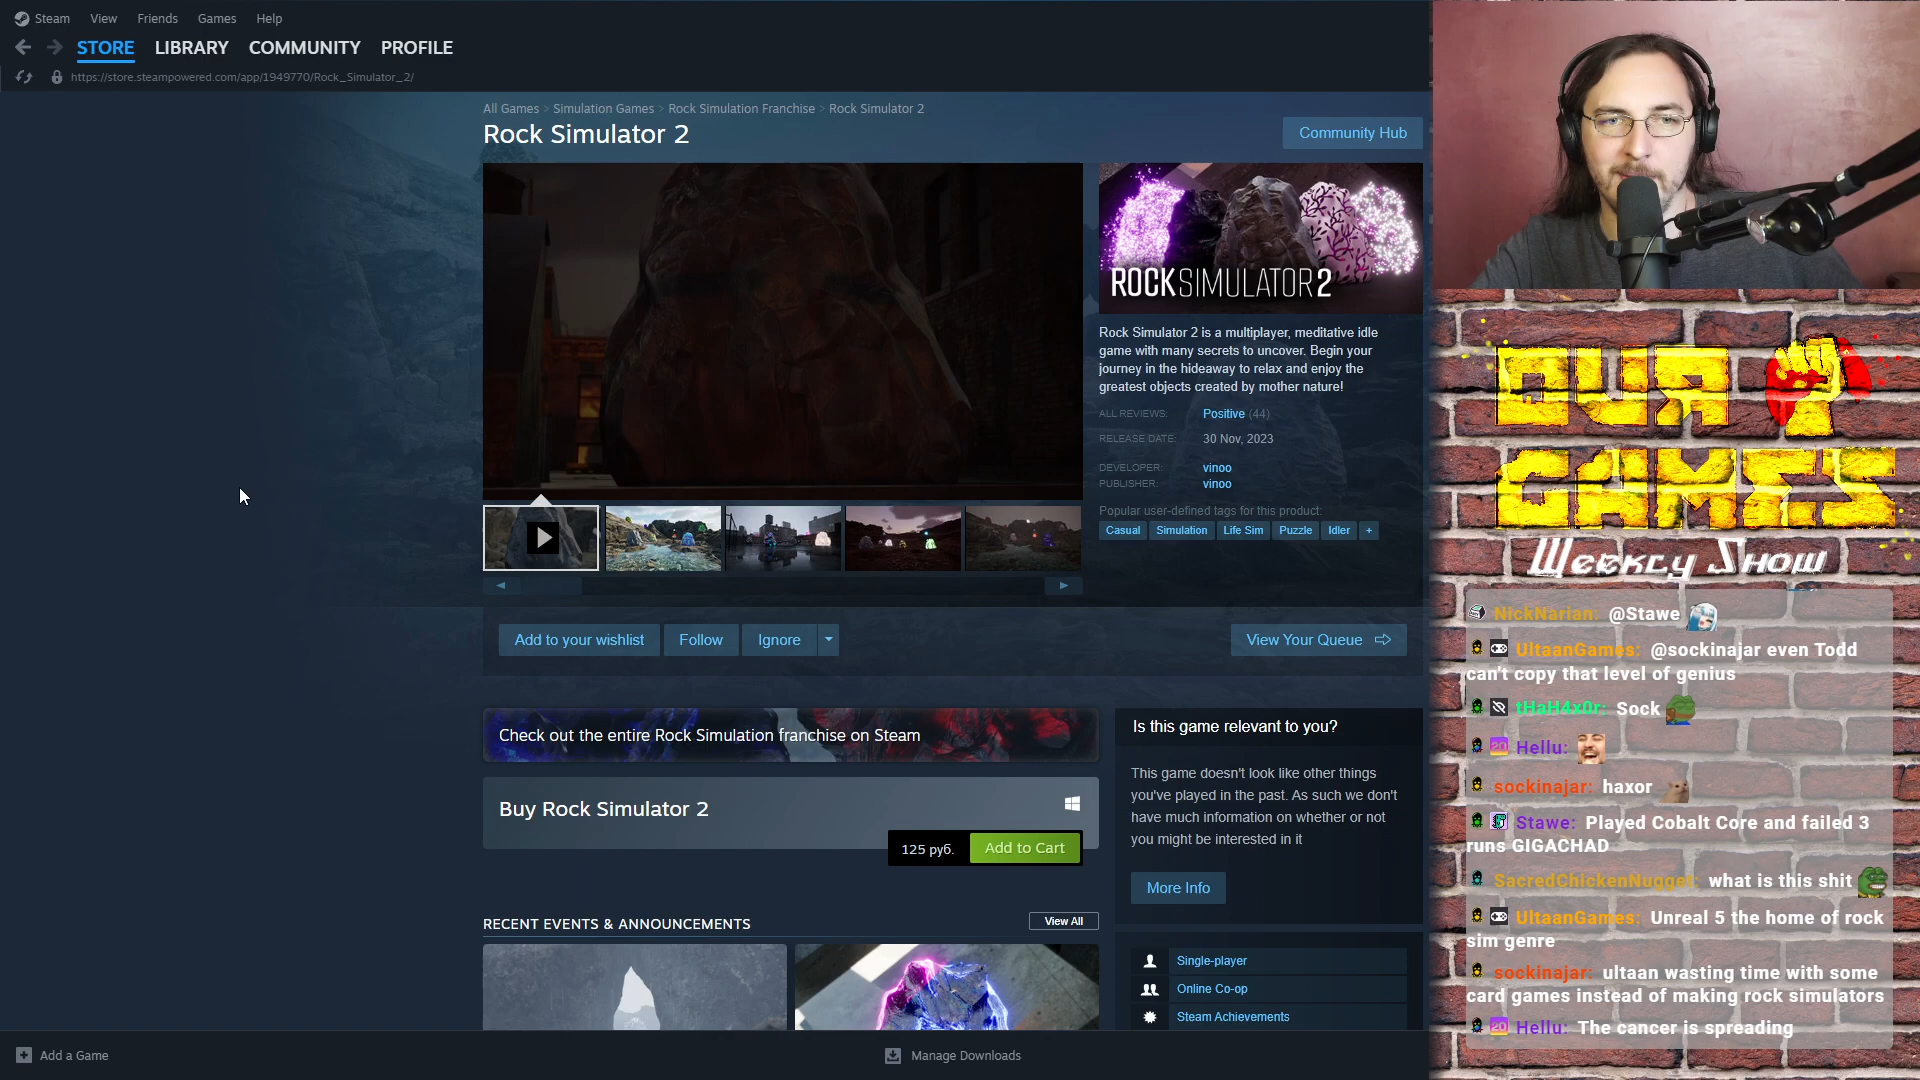 Steam View Friends Games Help
STORE LIBRARY COMMUNITY PROFILE
https://store.steampowered.com/app/1949770/Rock_Simulator_2/
All Games > Simulation Games > Rock Simulation Franchise > Rock Simulator 2
Rock Simulator 2
Community Hub
ROCKSIMULATOR2
Rock Simulator 2 is a multiplayer, meditative idle
game with many secrets to uncover. Begin your
journey in the hideaway to relax and enjoy the
greatest objects created by mother nature!
ALL REVIEWS: Positive (44)
RELEASE DATE: 30 Nov, 2023
DEVELOPER: vinoo
PUBLISHER: vinoo
Popular user-defined tags for this product:
Casual Simulation Life Sim Puzzle Idler +
Add to your wishlist Follow Ignore View Your Queue
Check out the entire Rock Simulation franchise on Steam
Buy Rock Simulator 2
125 руб. Add to Cart
RECENT EVENTS & ANNOUNCEMENTS View All
Is this game relevant to you?
This game doesn't look like other things
you've played in the past. As such we don't
have much information on whether or not
you might be interested in it
More Info
Single-player
Online Co-op
Steam Achievements
Add a Game Manage Downloads
OUR
GAMES
Weekly Show
NickNarian: @Stawe
UltaanGames: @sockinajar even Todd
can't copy that level of genius
tHaH4x0r: Sock
Hellu:
sockinajar: haxor
Stawe: Played Cobalt Core and failed 3
runs GIGACHAD
SacredChickenNugget: what is this shit
UltaanGames: Unreal 5 the home of rock
sim genre
sockinajar: ultaan wasting time with some
card games instead of making rock simulators
20 Hellu: The cancer is spreading